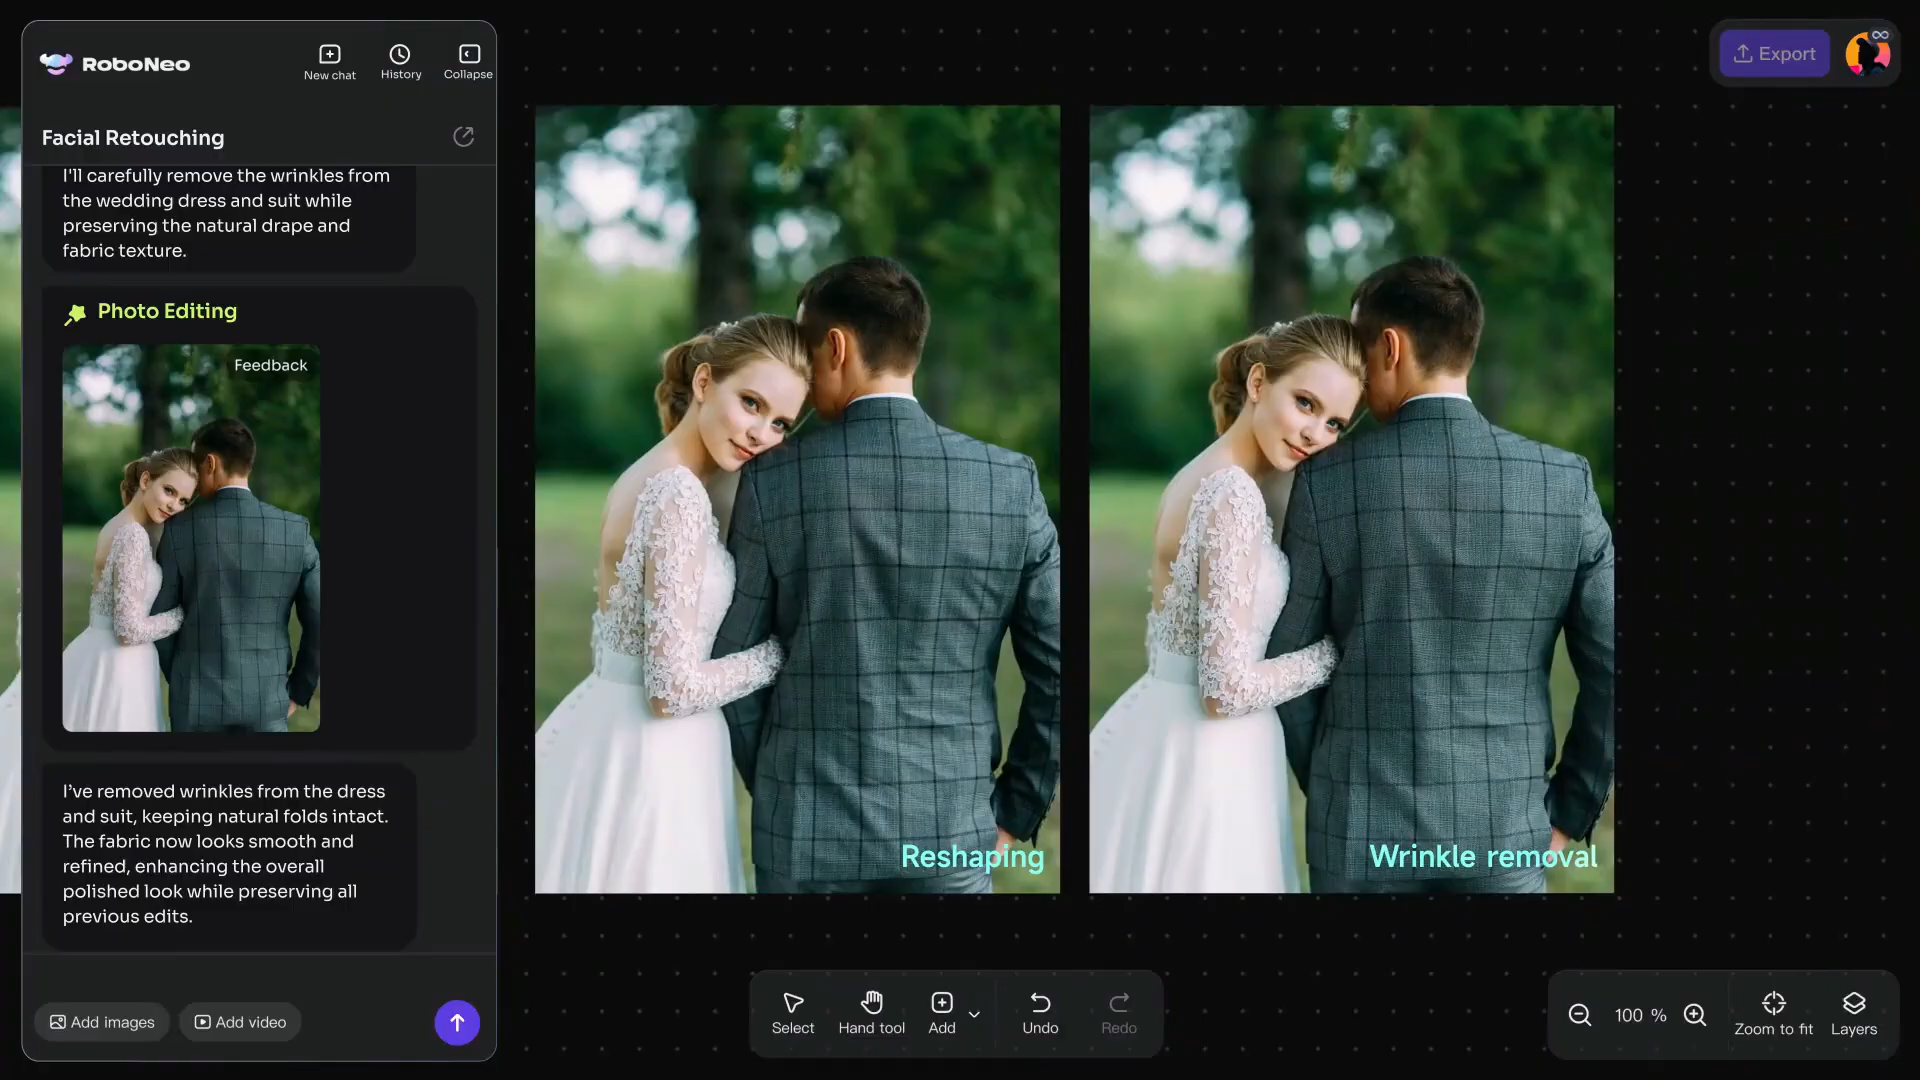 RoboNeo
New chat
History
Collapse
Export
Facial Retouching
I'll carefully remove the wrinkles from
the wedding dress and suit while
preserving the natural drape and
fabric texture.
Photo Editing
Feedback
I've removed wrinkles from the dress
and suit, keeping natural folds intact.
The fabric now looks smooth and
refined, enhancing the overall
polished look while preserving all
previous edits.
Add images
Add video
Reshaping
Wrinkle removal
Select
Hand tool
Add
Undo
Redo
100 %
Zoom to fit
Layers